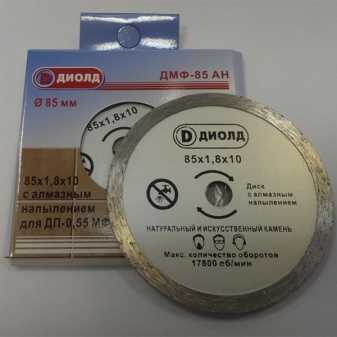 D ДИОЛД
ДМФ-85 АН
Ø 85 мм
85x1,8x10
85x1,8x10
с алмазным
напылением
для ДП-0,55 МФ
D ДИОЛД
85x1,8x10
Диск
с алмазным
напылением
НАТУРАЛЬНЫЙ И ИСКУССТВЕННЫЙ КАМЕНЬ
Макс. количество оборотов
17800 об/мин